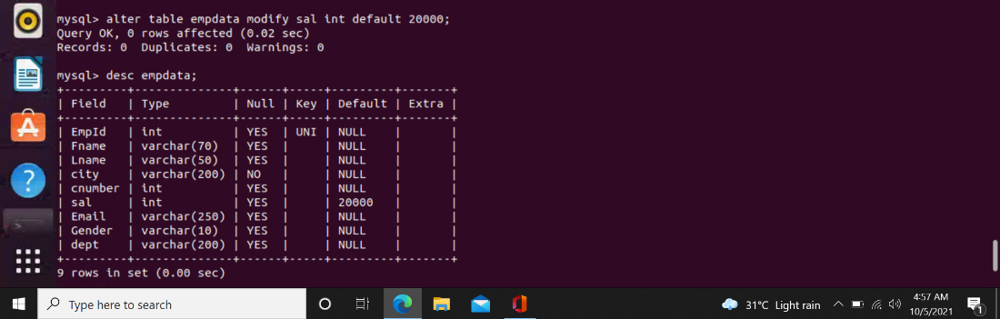 mysql> alter table empdata modify sal int default 20000;
Query OK, 0 rows affected (0.02 sec)
Records: 0  Duplicates: 0  Warnings: 0
mysql> desc empdata;
+---------+--------------+------+-----+---------+-------+
| Field   | Type         | Null | Key | Default | Extra |
+---------+--------------+------+-----+---------+-------+
| EmpId   | int          | YES  | UNI | NULL    |       |
| Fname   | varchar(70)  | YES  |     | NULL    |       |
| Lname   | varchar(50)  | YES  |     | NULL    |       |
| city    | varchar(200) | NO   |     | NULL    |       |
| cnumber | int          | YES  |     | NULL    |       |
| sal     | int          | YES  |     | 20000   |       |
| Email   | varchar(250) | YES  |     | NULL    |       |
| Gender  | varchar(10)  | YES  |     | NULL    |       |
| dept    | varchar(200) | YES  |     | NULL    |       |
+---------+--------------+------+-----+---------+-------+
9 rows in set (0.00 sec)
Type here to search
31°C Light rain
4:57 AM
10/5/2021
1